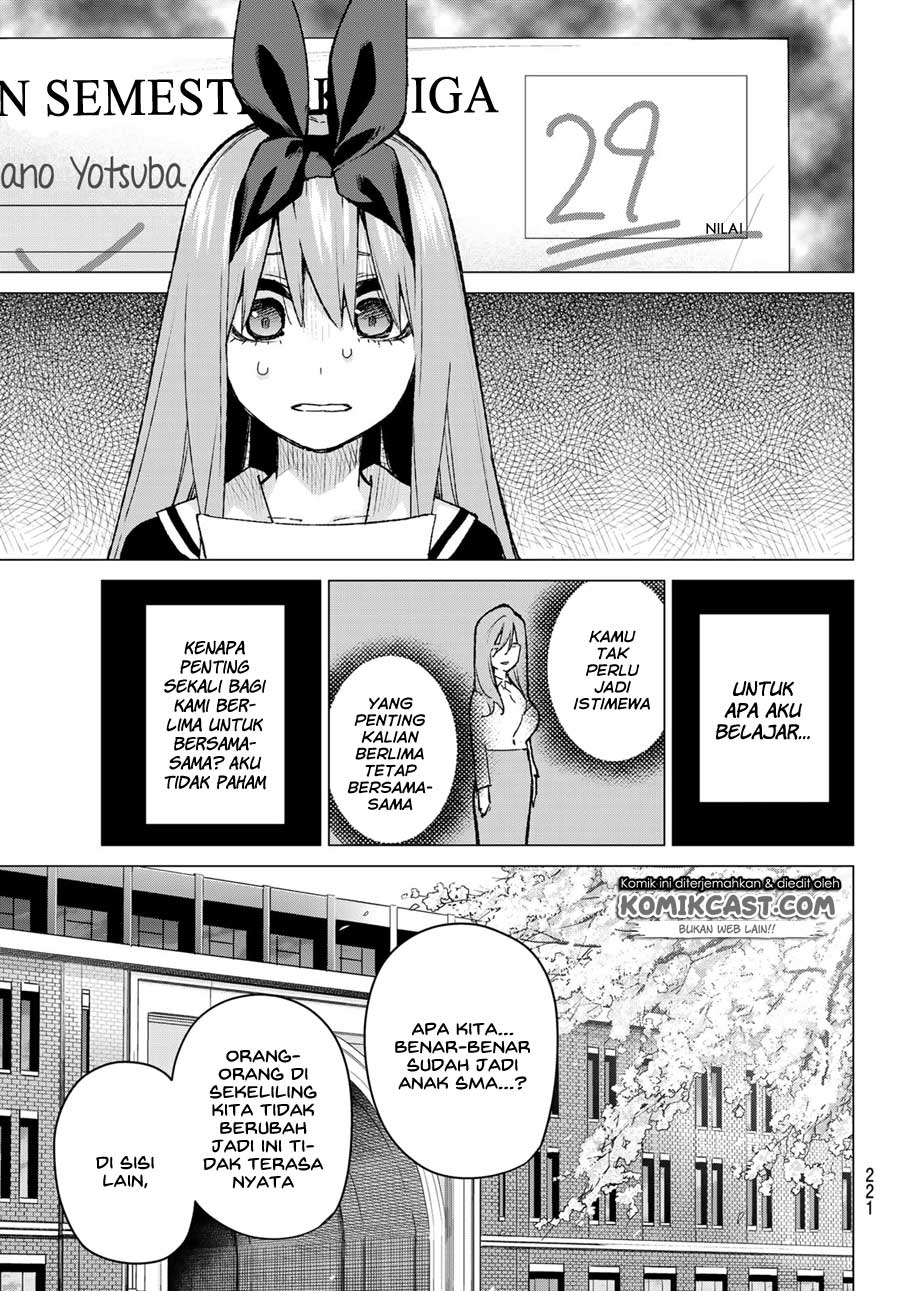 N SEMEST
IGA
ano Yotsuba
29
NILAI
UNTUK
APA AKU
BELAJAR...
KAMU
TAK
PERLU
JADI
ISTIMEWA
YANG
PENTING
KALIAN
BERLIMA
TETAP
BERSAMA-
SAMA
KENAPA
PENTING
SEKALI BAGI
KAMI BER-
LIMA UNTUK
BERSAMA-
SAMA? AKU
TIDAK PAHAM
Komik ini diterjemahkan & diedit oleh
KOMIKCAST.COM
BUKAN WEB LAIN!!
APA KITA...
BENAR-BENAR
SUDAH JADI
ANAK SMA...?
ORANG-
ORANG DI
SEKELILING
KITA TIDAK
BERUBAH
JADI INI TI-
DAK TERASA
NYATA
DI SISI
LAIN,
221